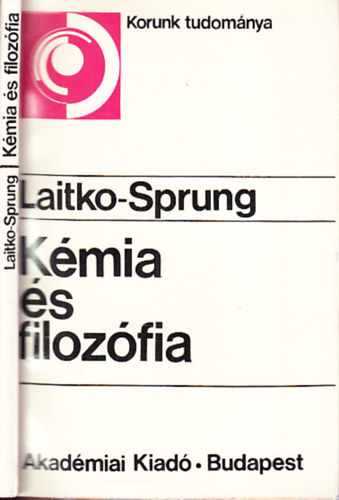 Laitko-Sprung | Kémia és filozófia
Korunk tudománya
Laitko-Sprung
Kémia
és
filozófia
Akadémiai Kiadó • Budapest